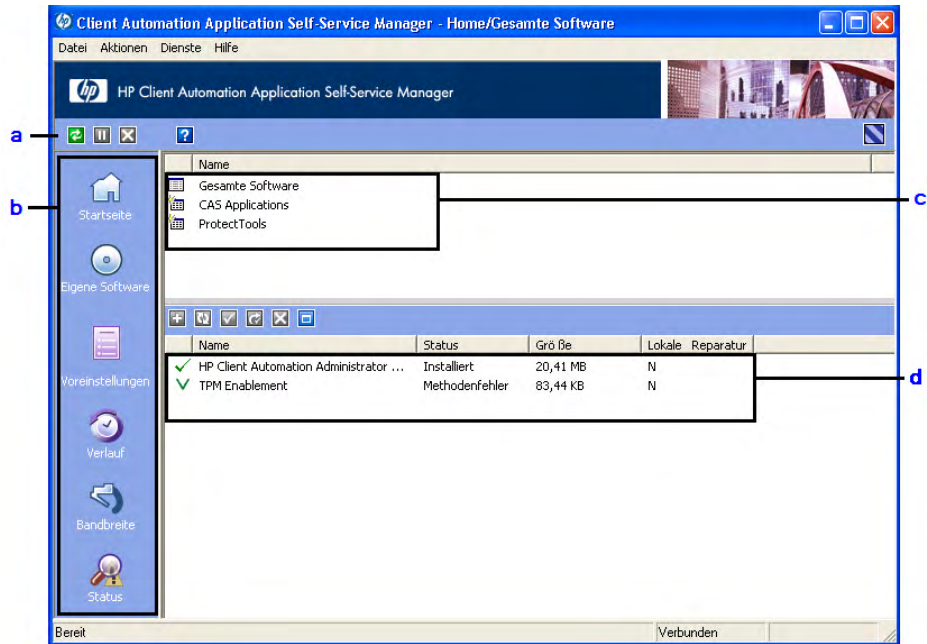 Client Automation Application Self-Service Manager - Home/Gesamte Software
Datei Aktionen Dienste Hilfe
hp HP Client Automation Application Self-Service Manager
a
?
Name
b
Startseite
Eigene Software
Voreinstellungen
Verlauf
Bandbreite
Status
Gesamte Software
CAS Applications
ProtectTools
c
Name Status Größe Lokale Reparatur
HP Client Automation Administrator ... Installiert 20,41 MB N
TPM Enablement Methodenfehler 83,44 KB N
d
Bereit Verbunden